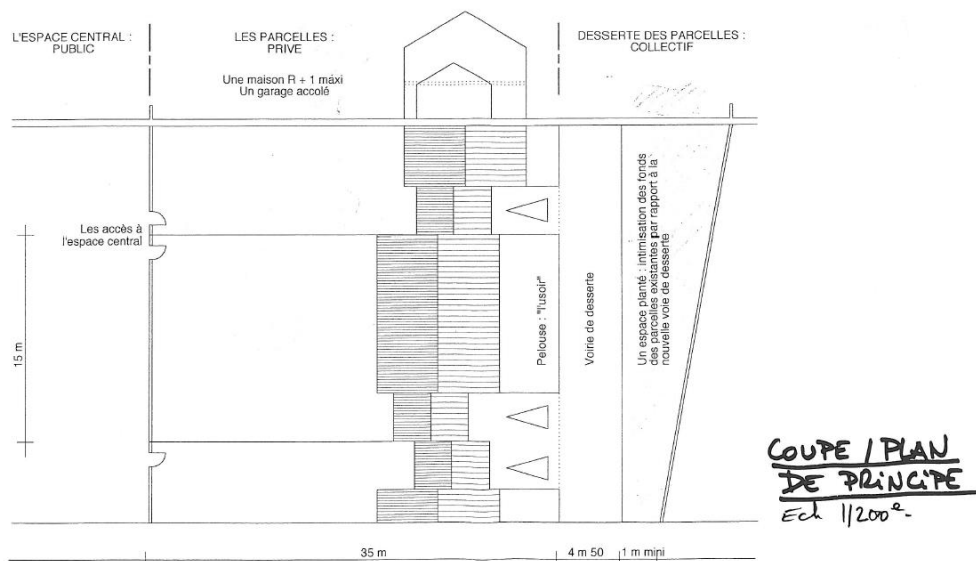 L'ESPACE CENTRAL :
PUBLIC
LES PARCELLES :
PRIVE
Une maison R + 1 máxi
Un garage accolé
DESSERTE DES PARCELLES :
COLLECTIF
Les accès à
l'espace central
15 m
Pelouse : "l'usoir"
Voirie de desserte
Un espace planté : intimisation des fonds
des parcelles existantes par rapport à la
nouvelle voie de desserte
35 m
4 m 50
1 m mini
COUPE / PLAN
DE PRINCIPE
Ech 1/200e.